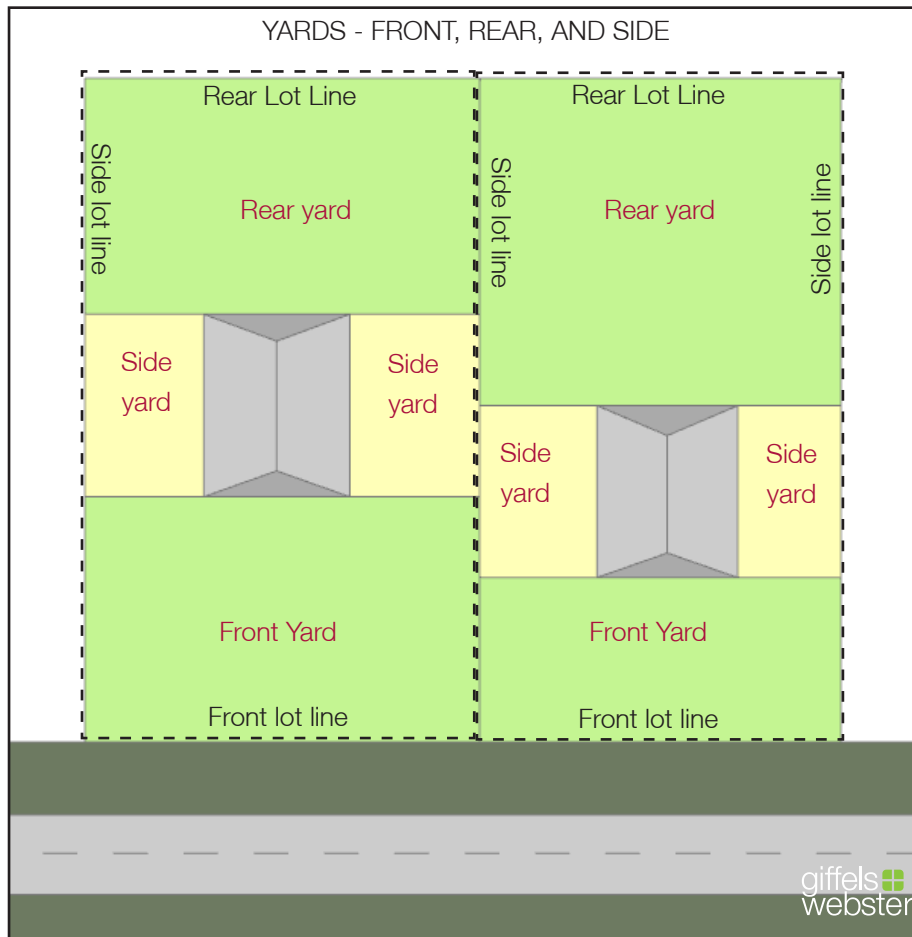 YARDS - FRONT, REAR, AND SIDE
Rear Lot Line
Rear Lot Line
Side lot line
Side lot line
Side lot line
Rear yard
Rear yard
Side
yard
Side
yard
Side
yard
Side
yard
Front Yard
Front Yard
Front lot line
Front lot line
giffels
webster